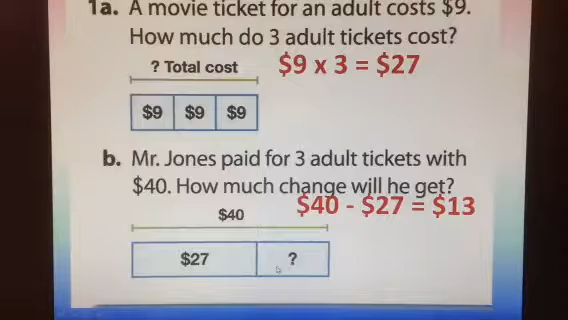 1a. A movie ticket for an adult costs $9.
How much do 3 adult tickets cost?
? Total cost $9 x 3 = $27
$9 $9 $9
b. Mr. Jones paid for 3 adult tickets with
$40. How much change will he get?
$40 $40 - $27 = $13
$27 ?